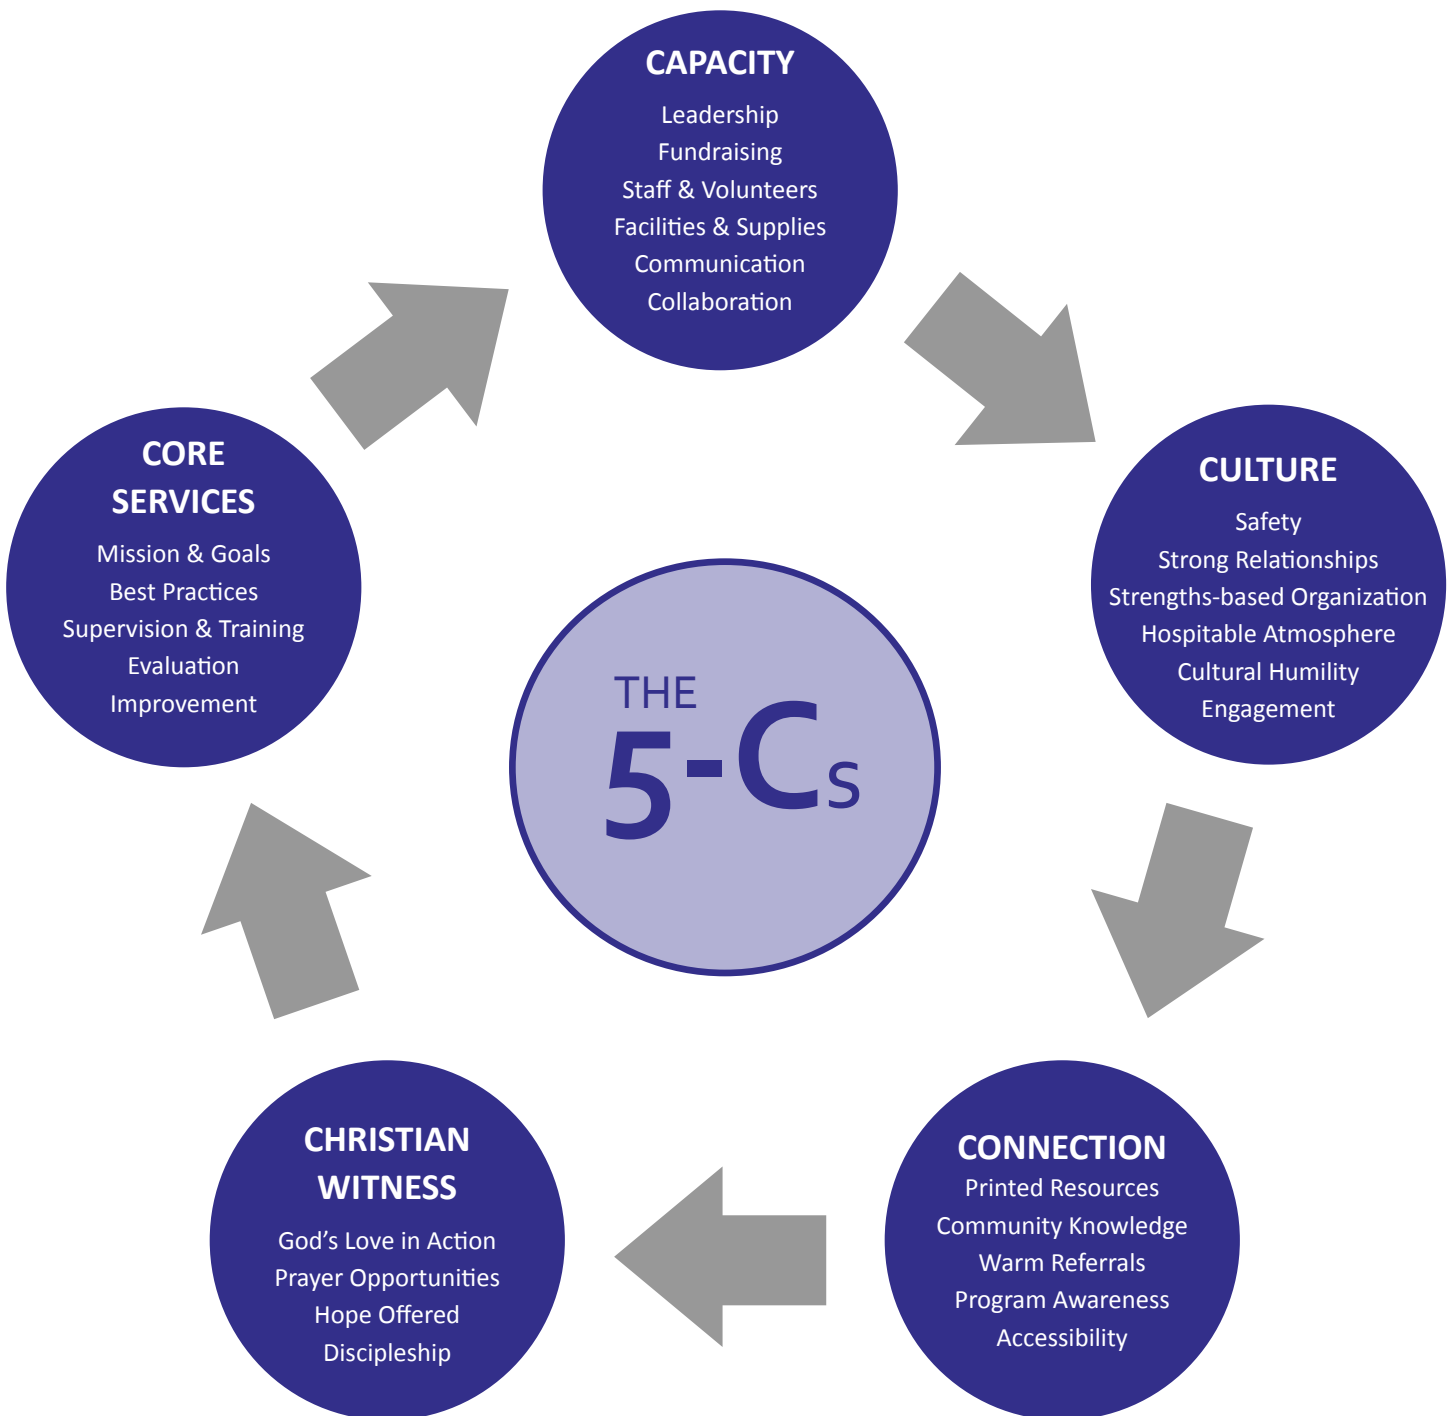 CAPACITY
Leadership
Fundraising
Staff & Volunteers
Facilities & Supplies
Communication
Collaboration
CULTURE
Safety
Strong Relationships
Strengths-based Organization
Hospitable Atmosphere
Cultural Humility
Engagement
CONNECTION
Printed Resources
Community Knowledge
Warm Referrals
Program Awareness
Accessibility
CHRISTIAN
WITNESS
God’s Love in Action
Prayer Opportunities
Hope Offered
Discipleship
CORE
SERVICES
Mission & Goals
Best Practices
Supervision & Training
Evaluation
Improvement
THE
5-Cs